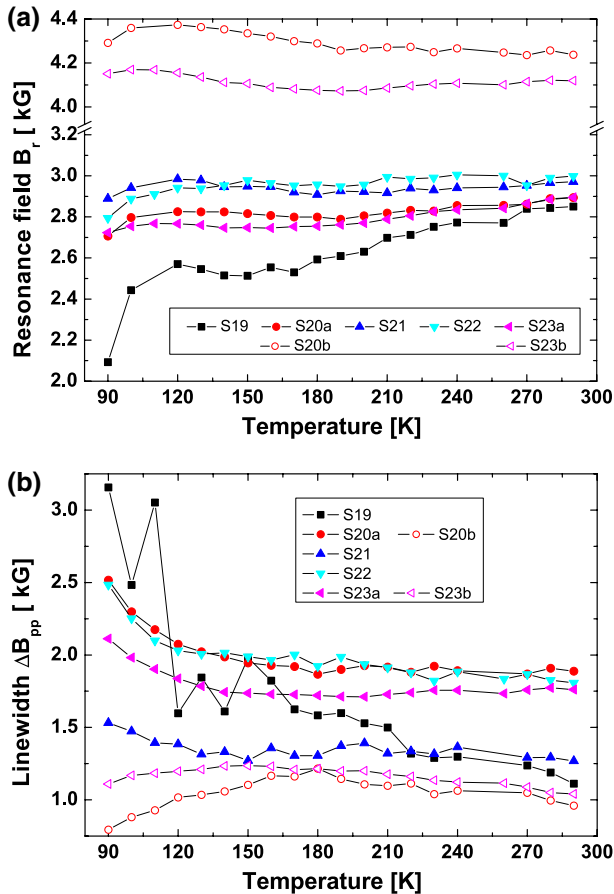 (a)
Resonance field B_r [ kG]
4.4
4.2
4.0
3.2
3.0
2.8
2.6
2.4
2.2
2.0
S19 S20a S21 S22 S23a
S20b S23b
90 120 150 180 210 240 270 300
Temperature [K]
(b)
Linewidth ΔB_pp [ kG]
3.0
2.5
2.0
1.5
1.0
S19
S20a S20b
S21
S22
S23a S23b
90 120 150 180 210 240 270 300
Temperature [K]